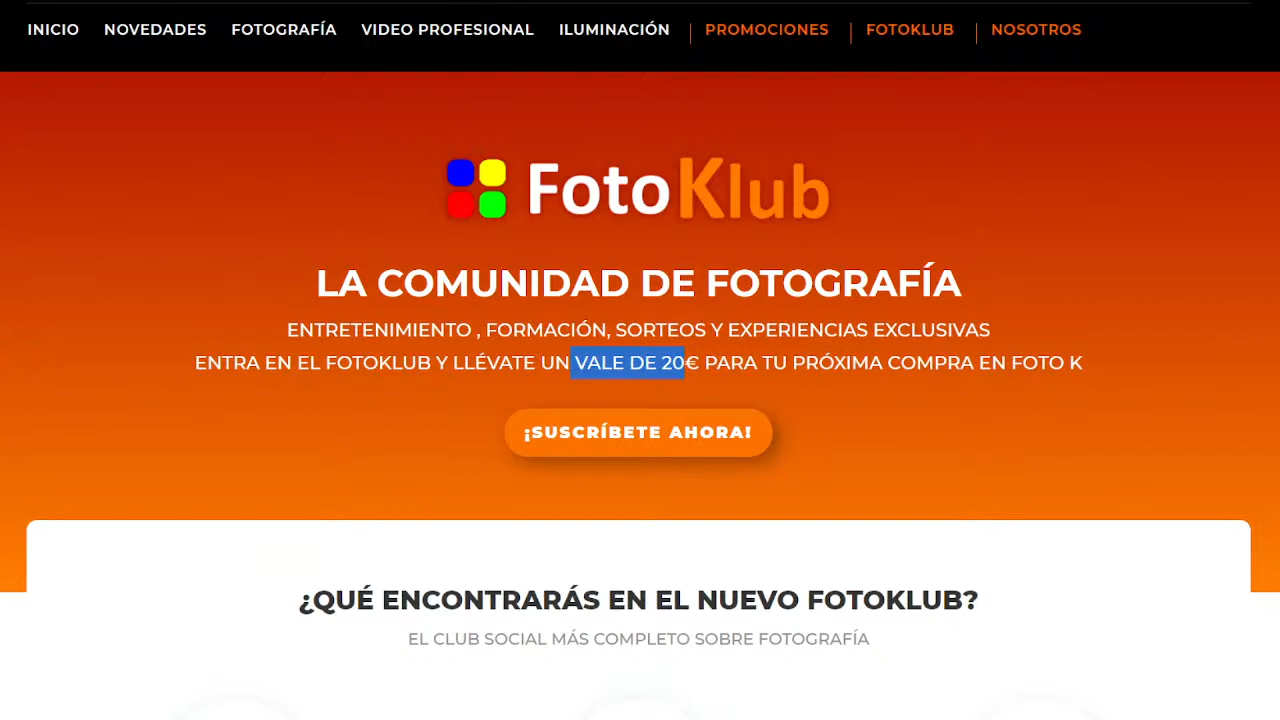 INICIO NOVEDADES FOTOGRAFÍA VIDEO PROFESIONAL ILUMINACIÓN PROMOCIONES FOTOKLUB NOSOTROS
FotoKlub
LA COMUNIDAD DE FOTOGRAFÍA
ENTRETENIMIENTO , FORMACIÓN, SORTEOS Y EXPERIENCIAS EXCLUSIVAS
ENTRA EN EL FOTOKLUB Y LLÉVATE UN VALE DE 20€ PARA TU PRÓXIMA COMPRA EN FOTO K
¡SUSCRÍBETE AHORA!
¿QUÉ ENCONTRARÁS EN EL NUEVO FOTOKLUB?
EL CLUB SOCIAL MÁS COMPLETO SOBRE FOTOGRAFÍA